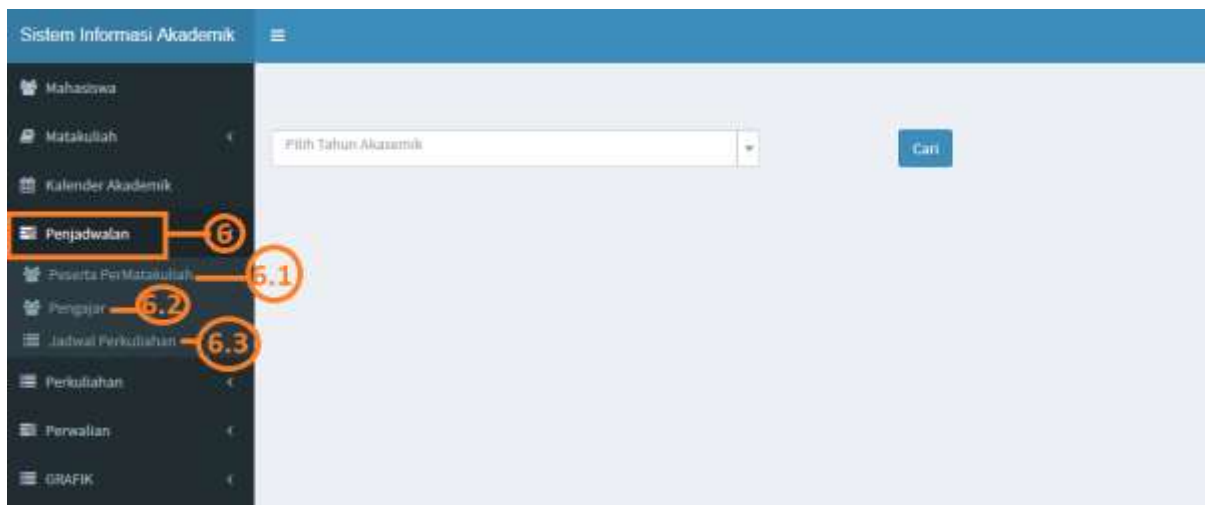 Sistem Informasi Akademik
Mahasiswa
Matakuliah
Pilih Tahun Akasemik
Cari
Kalender Akademik
Penjadwalan
6
Peserta PerMatakuliah
6.1
Pengajar
6.2
Jadwal Perkuliahan
6.3
Perkuliahan
Perwalian
GRAFIK